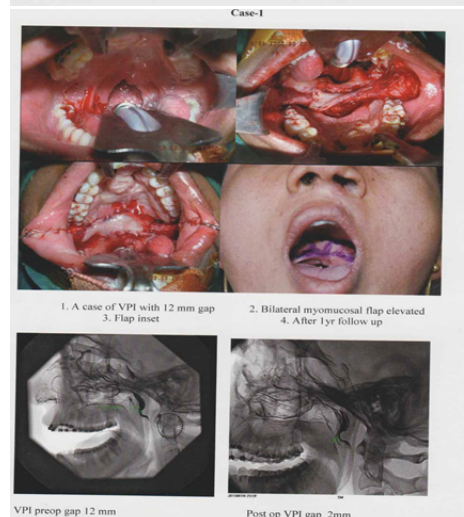 Case-1
1. A case of VPI with 12 mm gap 2. Bilateral myomucosal flap elevated
3. Flap inset 4. After 1yr follow up
VPI preop gap 12 mm Post op VPI gap 2mm